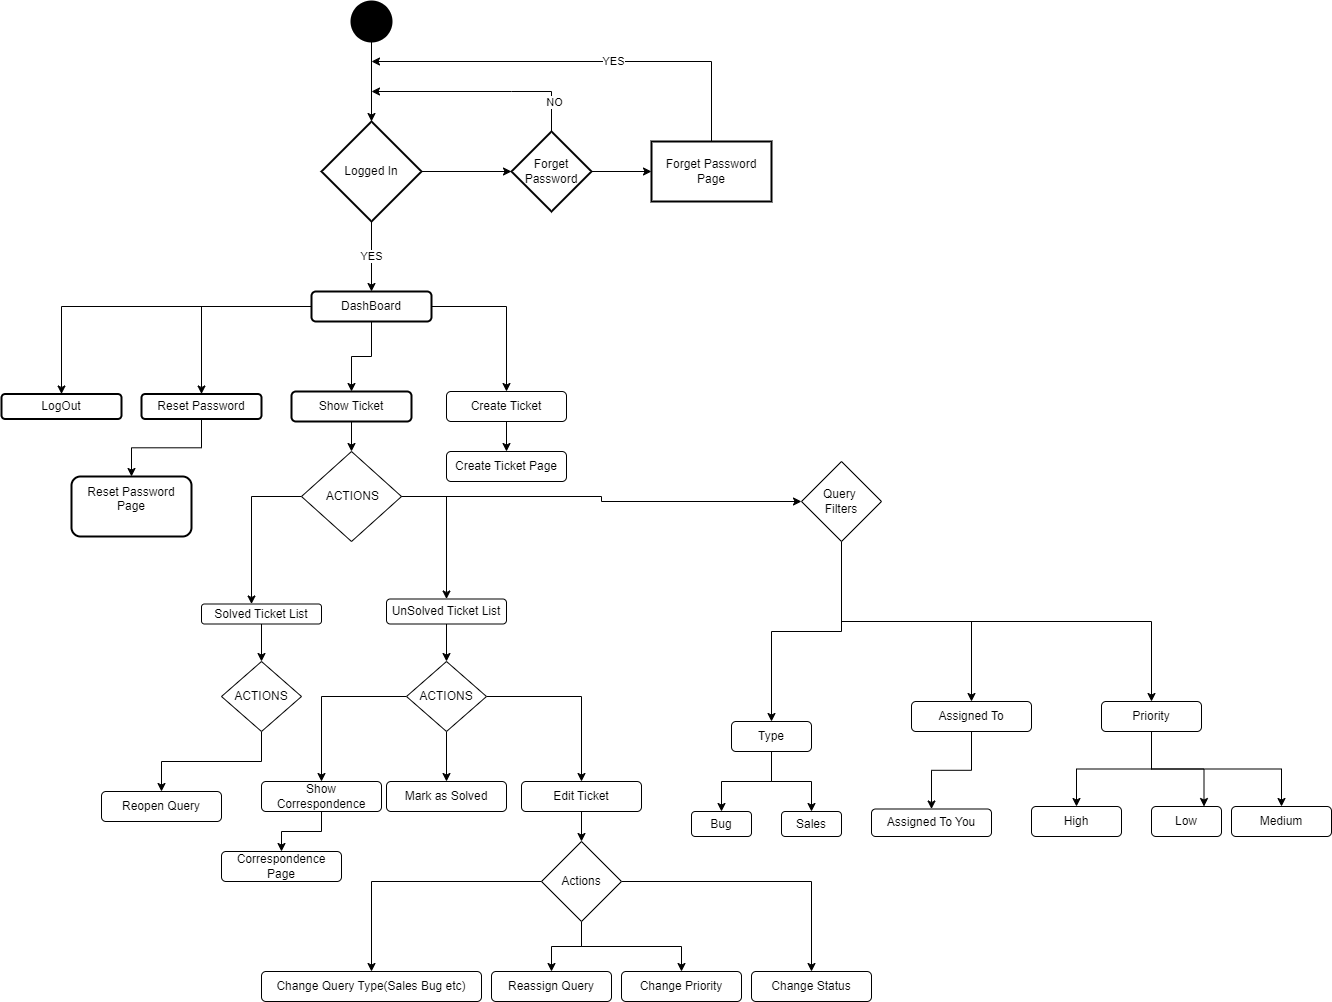 YES
NO
Logged In
Forget
Password
Forget Password
Page
YES
DashBoard
LogOut
Reset Password
Show Ticket
Create Ticket
Create Ticket Page
Reset Password
Page
ACTIONS
Query
Filters
Solved Ticket List
UnSolved Ticket List
ACTIONS
ACTIONS
Type
Assigned To
Priority
Reopen Query
Show
Correspondence
Mark as Solved
Edit Ticket
Bug
Sales
Assigned To You
High
Low
Medium
Correspondence
Page
Actions
Change Query Type(Sales Bug etc)
Reassign Query
Change Priority
Change Status